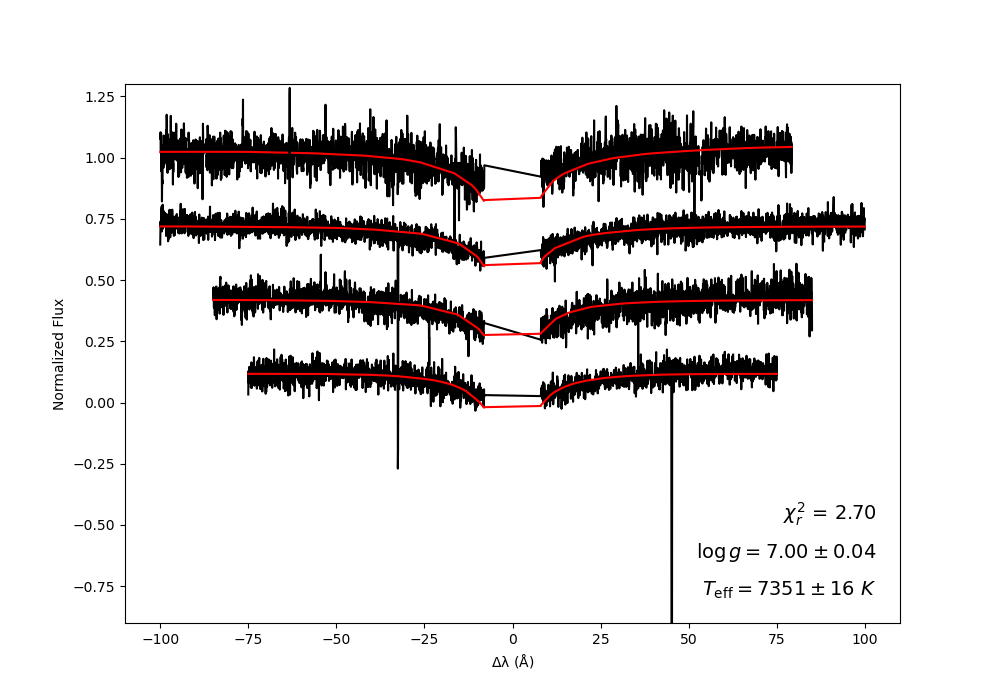 1.25
1.00
0.75
0.50
0.25
0.00
−0.25
−0.50
−0.75
Normalized Flux
χ²ᵣ = 2.70
log g = 7.00 ± 0.04
T_eff = 7351 ± 16 K
−100 −75 −50 −25 0 25 50 75 100
Δλ (Å)